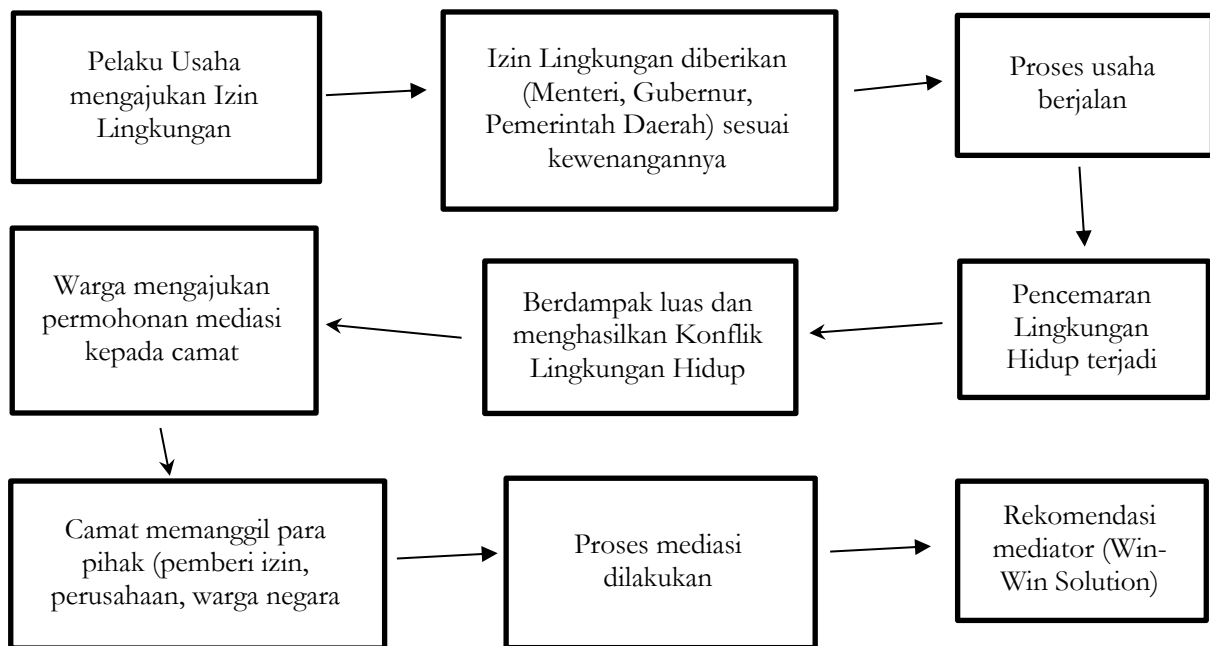 Pelaku Usaha
mengajukan Izin
Lingkungan
Izin Lingkungan diberikan
(Menteri, Gubernur,
Pemerintah Daerah) sesuai
kewenangannya
Proses usaha
berjalan
Pencemaran
Lingkungan
Hidup terjadi
Berdampak luas dan
menghasilkan Konflik
Lingkungan Hidup
Warga mengajukan
permohonan mediasi
kepada camat
Camat memanggil para
pihak (pemberi izin,
perusahaan, warga negara
Proses mediasi
dilakukan
Rekomendasi
mediator (Win-
Win Solution)